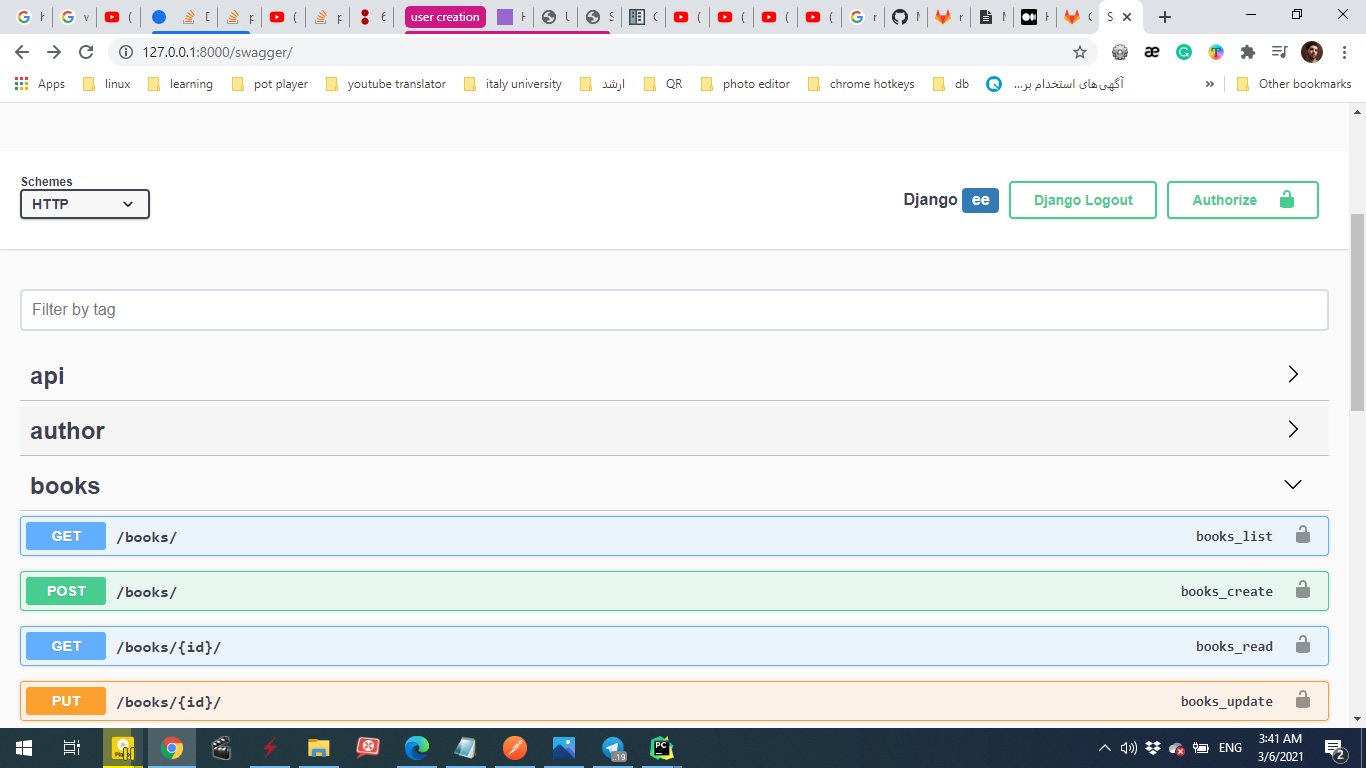 user creation
127.0.0.1:8000/swagger/
Apps linux learning pot player youtube translator italy university ارشد QR photo editor chrome hotkeys db آگهی‌های استخدام بر... » Other bookmarks
Schemes
HTTP
Django ee Django Logout Authorize
Filter by tag
api
author
books
GET /books/ books_list
POST /books/ books_create
GET /books/{id}/ books_read
PUT /books/{id}/ books_update
ENG
3:41 AM
3/6/2021